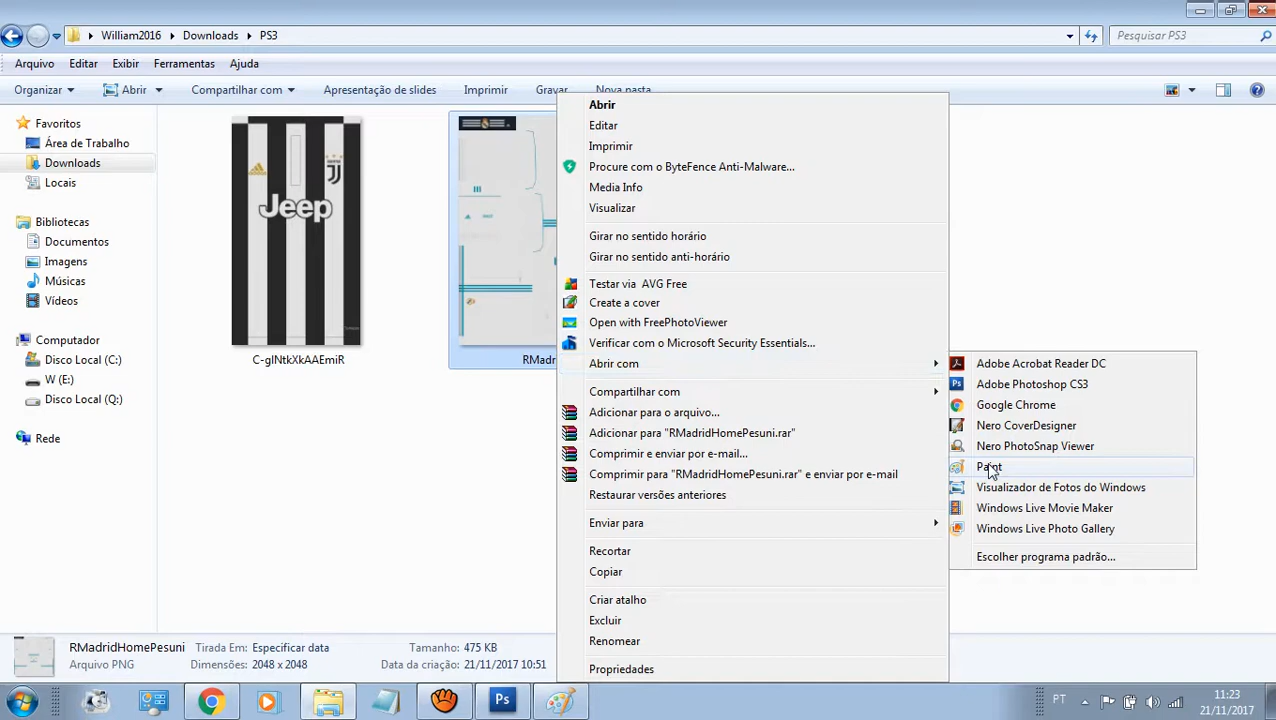 William2016 Downloads PS3
Pesquisar PS3
Arquivo Editar Exibir Ferramentas Ajuda
Organizar Abrir Compartilhar com Apresentação de slides Imprimir Gravar Nova pasta
Favoritos
Área de Trabalho
Downloads
Locais
Bibliotecas
Documentos
Imagens
Músicas
Vídeos
Computador
Disco Local (C:)
W (E:)
Disco Local (Q:)
Rede
Jeep
C-gINtkXkAAEmiR
RMadr
Abrir
Editar
Imprimir
Procure com o ByteFence Anti-Malware...
Media Info
Visualizar
Girar no sentido horário
Girar no sentido anti-horário
Testar via AVG Free
Create a cover
Open with FreePhotoViewer
Verificar com o Microsoft Security Essentials...
Abrir com
Compartilhar com
Adicionar para o arquivo...
Adicionar para "RMadridHomePesuni.rar"
Comprimir e enviar por e-mail...
Comprimir para "RMadridHomePesuni.rar" e enviar por e-mail
Restaurar versões anteriores
Enviar para
Recortar
Copiar
Criar atalho
Excluir
Renomear
Propriedades
Adobe Acrobat Reader DC
Adobe Photoshop CS3
Google Chrome
Nero CoverDesigner
Nero PhotoSnap Viewer
Paint
Visualizador de Fotos do Windows
Windows Live Movie Maker
Windows Live Photo Gallery
Escolher programa padrão...
RMadridHomePesuni Tirada Em: Especificar data Tamanho: 475 KB
Arquivo PNG Dimensões: 2048 x 2048 Data da criação: 21/11/2017 10:51
Ps
PT
11:23
21/11/2017